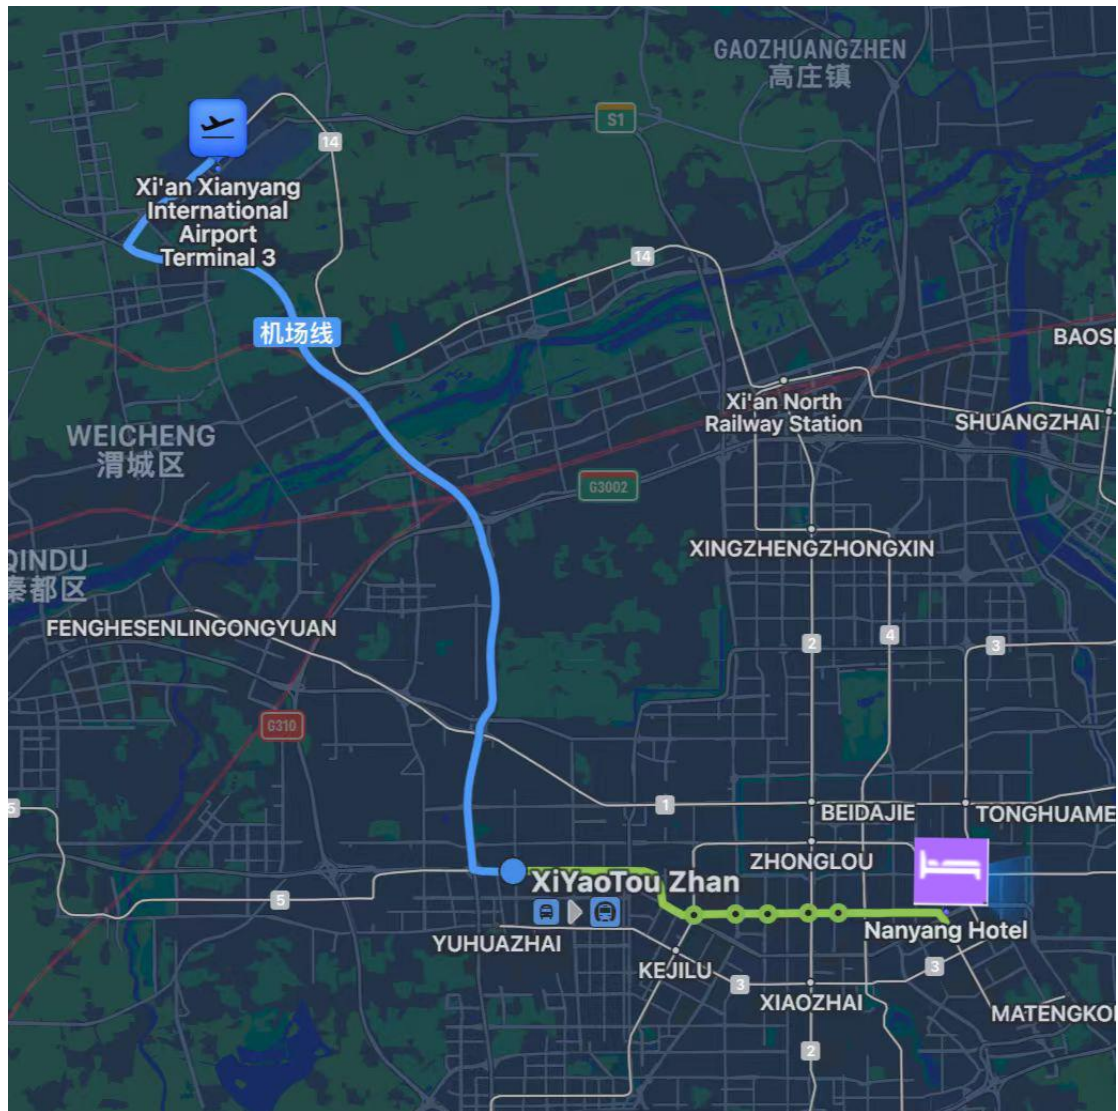 GAOZHUANGZHEN
高庄镇
S1
14
Xi'an Xianyang
International
Airport
Terminal 3
14
机场线
BAOSI
Xi'an North
Railway Station
SHUANGZHAI
WEICHENG
渭城区
G3002
XINGZHENGZHONGXIN
QINDU
秦都区
FENGHESENLINGONGYUAN
2
4
3
G310
5
1
BEIDAJIE
TONGHUAME
ZHONGLOU
XiYaoTou Zhan
5
YUHUAZHAI
Nanyang Hotel
KEJILU
3
3
XIAOZHAI
MATENGKO
2